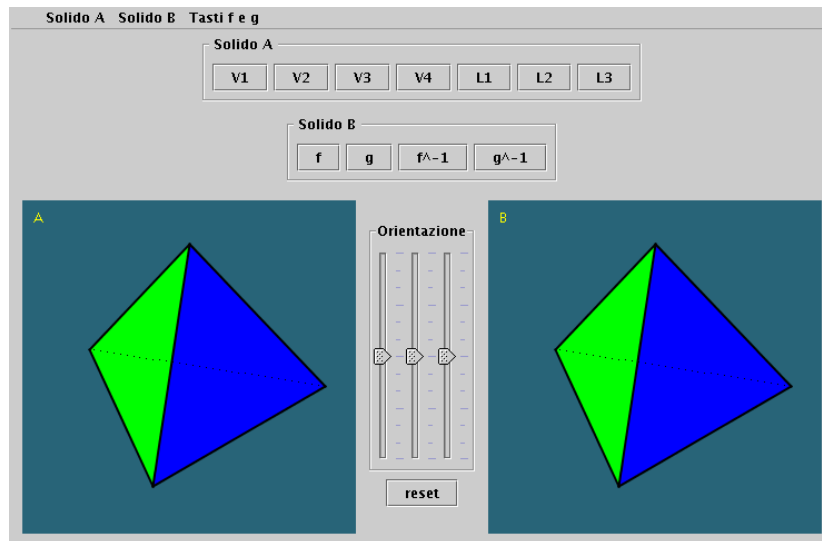 Solido A Solido B Tasti f e g
Solido A
V1 V2 V3 V4 L1 L2 L3
Solido B
f g f^-1 g^-1
A
Orientazione
B
reset